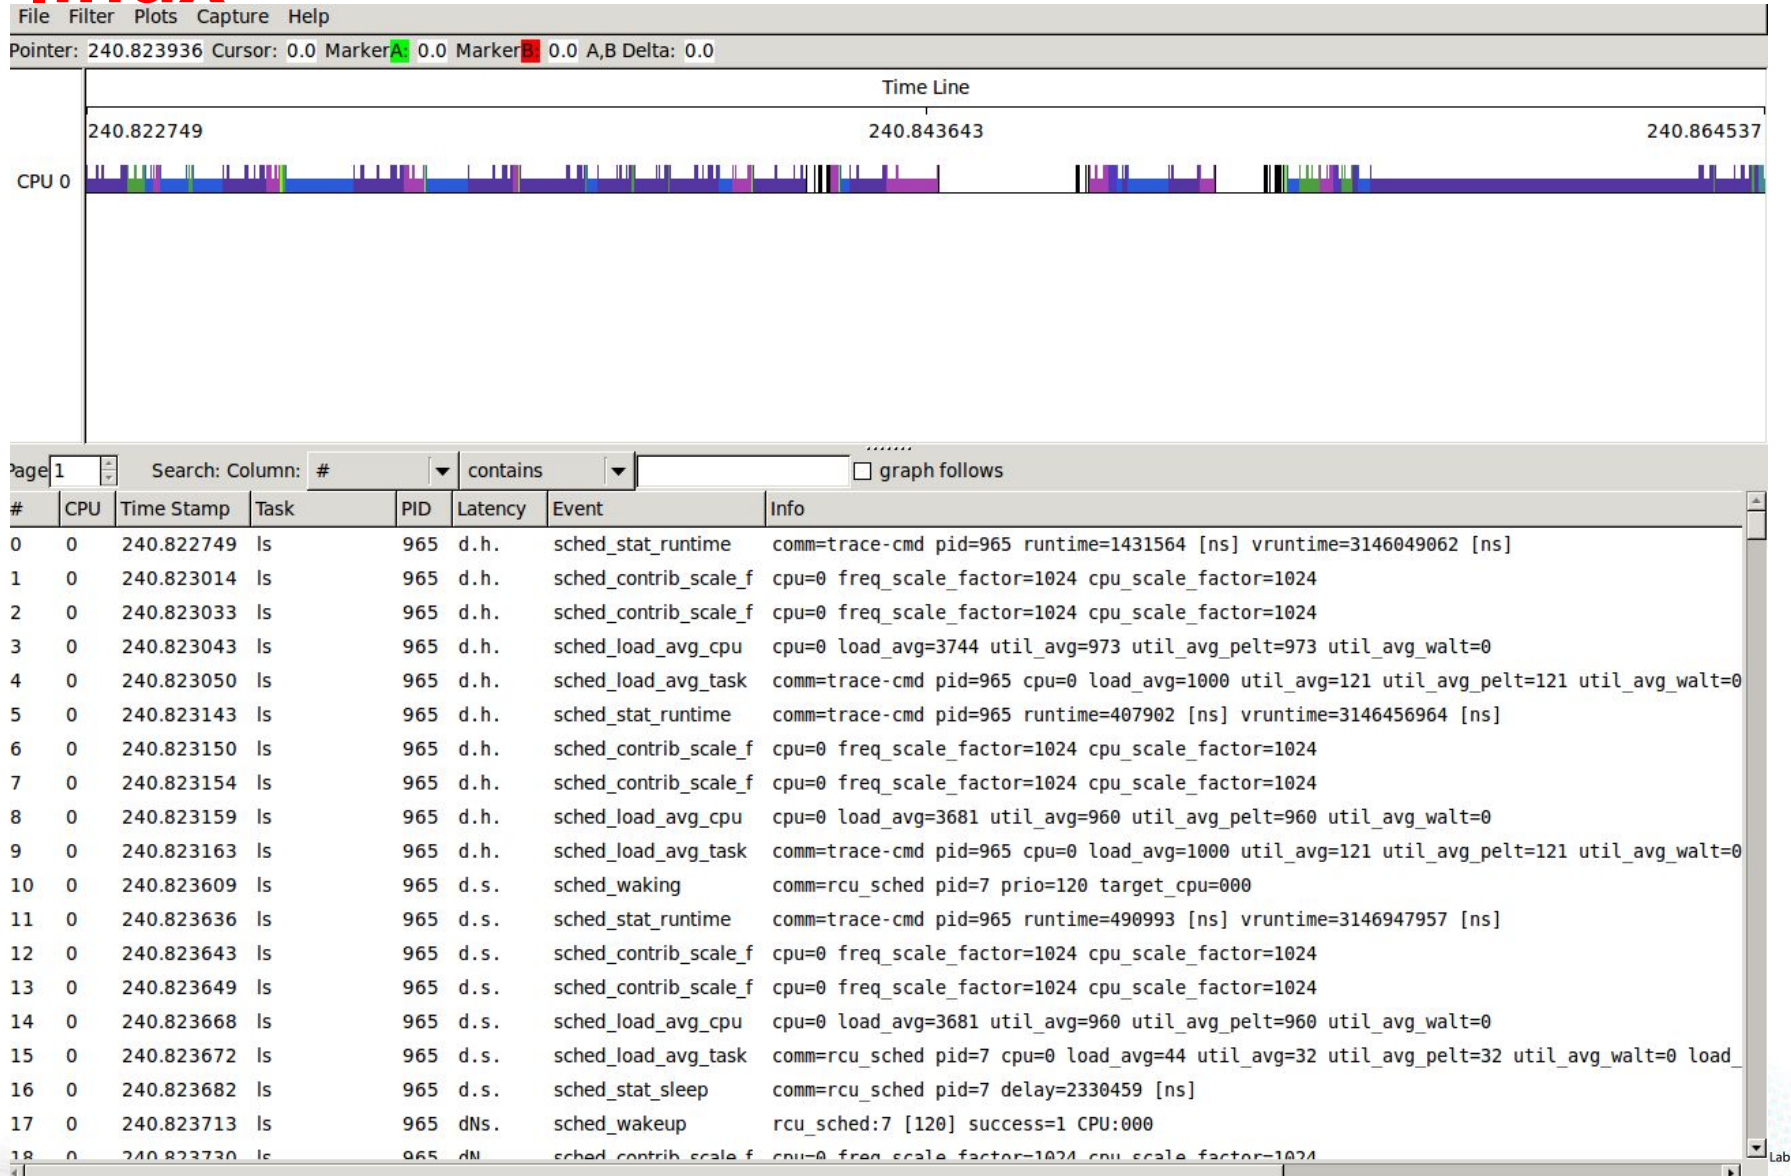 File Filter Plots Capture Help
Pointer: 240.823936 Cursor: 0.0 MarkerA: 0.0 MarkerB: 0.0 A,B Delta: 0.0
Time Line
240.822749 240.843643 240.864537
CPU 0
Page 1 Search: Column: # contains graph follows
# CPU Time Stamp Task PID Latency Event Info
0 0 240.822749 ls 965 d.h. sched_stat_runtime comm=trace-cmd pid=965 runtime=1431564 [ns] vruntime=3146049062 [ns]
1 0 240.823014 ls 965 d.h. sched_contrib_scale_f cpu=0 freq_scale_factor=1024 cpu_scale_factor=1024
2 0 240.823033 ls 965 d.h. sched_contrib_scale_f cpu=0 freq_scale_factor=1024 cpu_scale_factor=1024
3 0 240.823043 ls 965 d.h. sched_load_avg_cpu cpu=0 load_avg=3744 util_avg=973 util_avg_pelt=973 util_avg_walt=0
4 0 240.823050 ls 965 d.h. sched_load_avg_task comm=trace-cmd pid=965 cpu=0 load_avg=1000 util_avg=121 util_avg_pelt=121 util_avg_walt=0
5 0 240.823143 ls 965 d.h. sched_stat_runtime comm=trace-cmd pid=965 runtime=407902 [ns] vruntime=3146456964 [ns]
6 0 240.823150 ls 965 d.h. sched_contrib_scale_f cpu=0 freq_scale_factor=1024 cpu_scale_factor=1024
7 0 240.823154 ls 965 d.h. sched_contrib_scale_f cpu=0 freq_scale_factor=1024 cpu_scale_factor=1024
8 0 240.823159 ls 965 d.h. sched_load_avg_cpu cpu=0 load_avg=3681 util_avg=960 util_avg_pelt=960 util_avg_walt=0
9 0 240.823163 ls 965 d.h. sched_load_avg_task comm=trace-cmd pid=965 cpu=0 load_avg=1000 util_avg=121 util_avg_pelt=121 util_avg_walt=0
10 0 240.823609 ls 965 d.s. sched_waking comm=rcu_sched pid=7 prio=120 target_cpu=000
11 0 240.823636 ls 965 d.s. sched_stat_runtime comm=trace-cmd pid=965 runtime=490993 [ns] vruntime=3146947957 [ns]
12 0 240.823643 ls 965 d.s. sched_contrib_scale_f cpu=0 freq_scale_factor=1024 cpu_scale_factor=1024
13 0 240.823649 ls 965 d.s. sched_contrib_scale_f cpu=0 freq_scale_factor=1024 cpu_scale_factor=1024
14 0 240.823668 ls 965 d.s. sched_load_avg_cpu cpu=0 load_avg=3681 util_avg=960 util_avg_pelt=960 util_avg_walt=0
15 0 240.823672 ls 965 d.s. sched_load_avg_task comm=rcu_sched pid=7 cpu=0 load_avg=44 util_avg=32 util_avg_pelt=32 util_avg_walt=0 load_
16 0 240.823682 ls 965 d.s. sched_stat_sleep comm=rcu_sched pid=7 delay=2330459 [ns]
17 0 240.823713 ls 965 dNs. sched_wakeup rcu_sched:7 [120] success=1 CPU:000
18 0 240.823730 ls 965 dN sched_contrib_scale_f cpu=0 freq_scale_factor=1024 cpu_scale_factor=1024
Lab